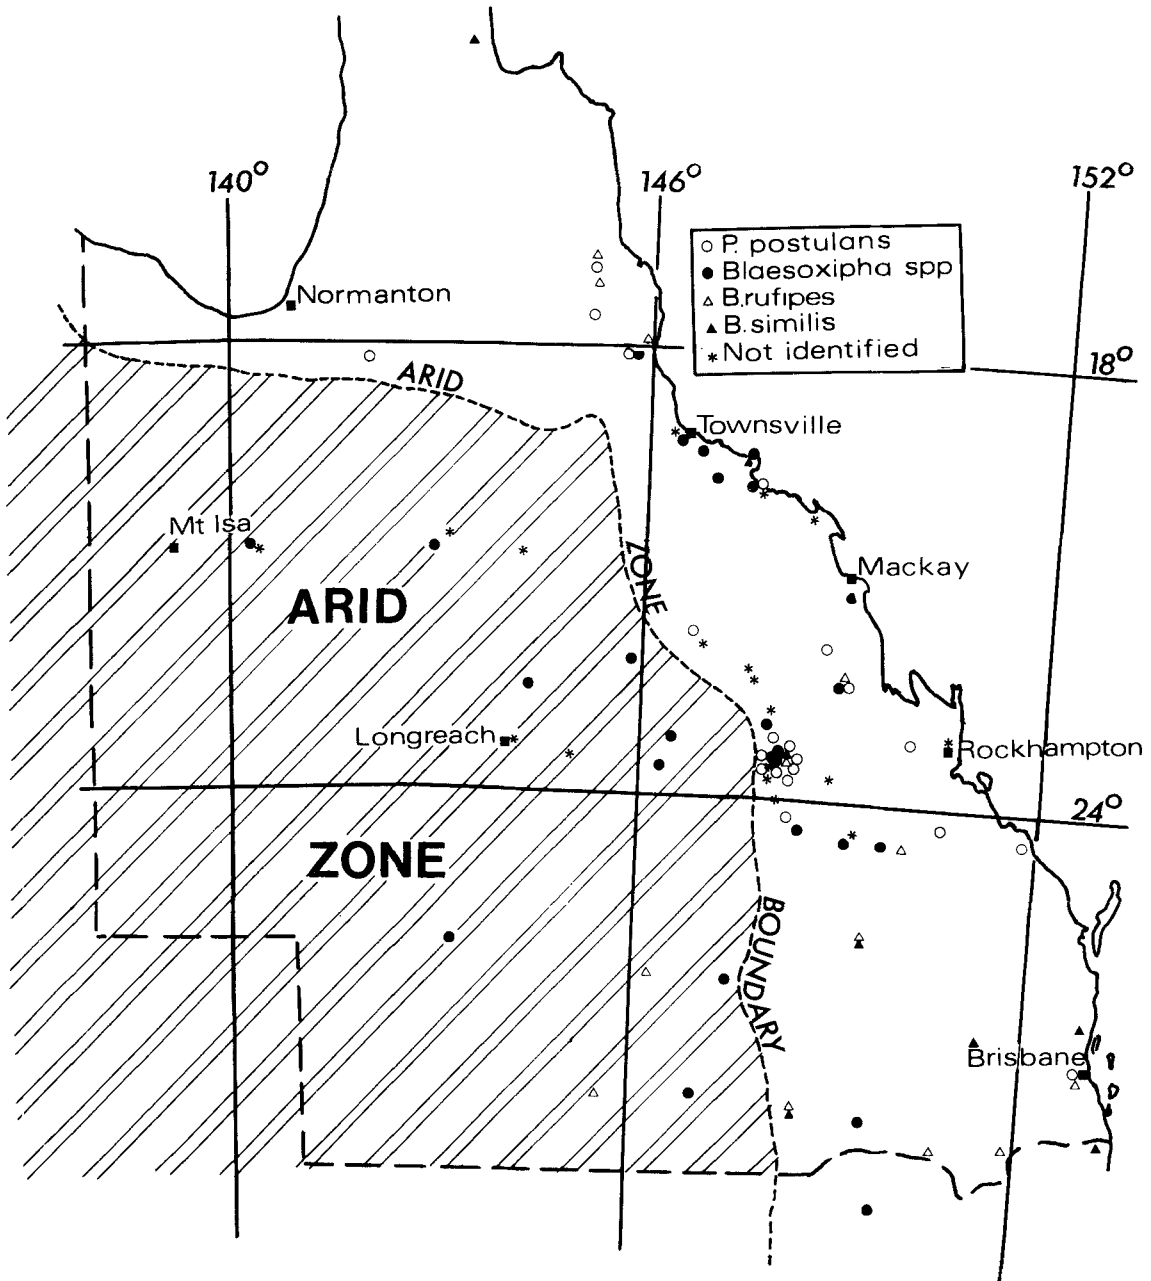 140°
146°
152°
P. postulans
Blaesoxipha spp
B.rufipes
B. similis
Not identified
Normanton
18°
ARID
Townsville
Mt Isa
ZONE
Mackay
ARID
Longreach
Rockhampton
24°
ZONE
BOUNDARY
Brisbane